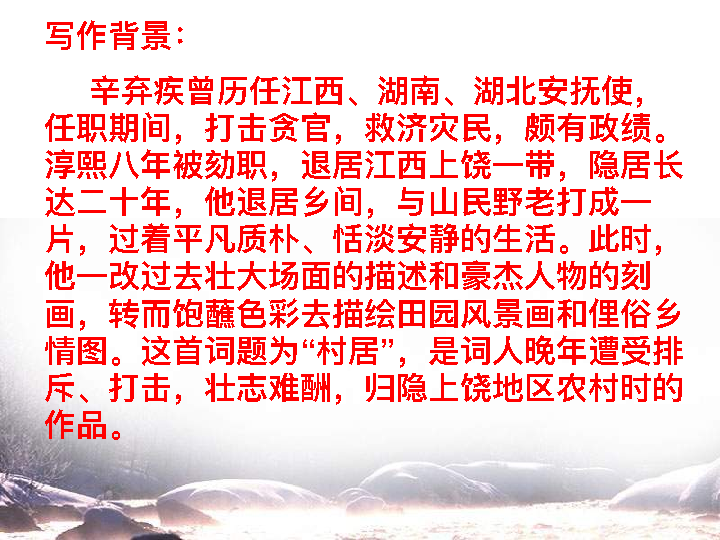 写作背景：
辛弃疾曾历任江西、湖南、湖北安抚使，
任职期间，打击贪官，救济灾民，颇有政绩。
淳熙八年被劾职，退居江西上饶一带，隐居长
达二十年，他退居乡间，与山民野老打成一
片，过着平凡质朴、恬淡安静的生活。此时，
他一改过去壮大场面的描述和豪杰人物的刻
画，转而饱蘸色彩去描绘田园风景画和俚俗乡
情图。这首词题为“村居”，是词人晚年遭受排
斥、打击，壮志难酬，归隐上饶地区农村时的
作品。